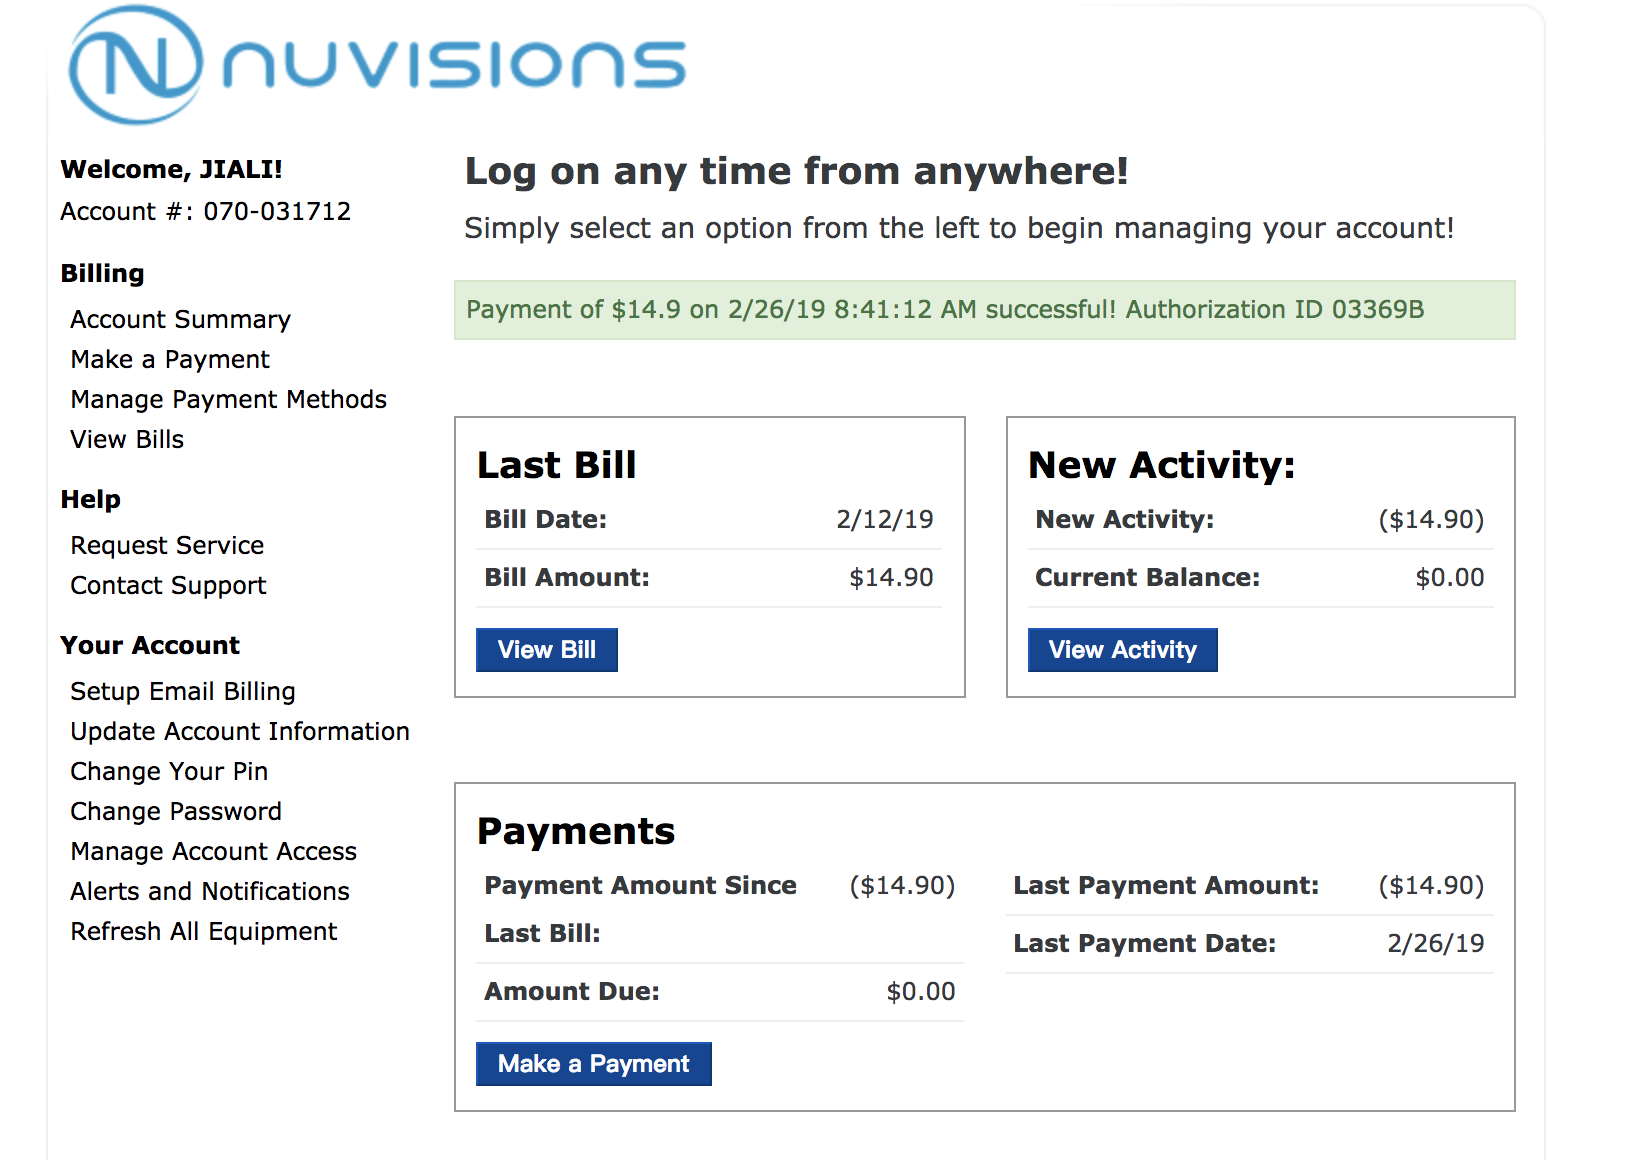 N nuvisions
Welcome, JIALI!
Account #: 070-031712
Billing
Account Summary
Make a Payment
Manage Payment Methods
View Bills
Help
Request Service
Contact Support
Your Account
Setup Email Billing
Update Account Information
Change Your Pin
Change Password
Manage Account Access
Alerts and Notifications
Refresh All Equipment
Log on any time from anywhere!
Simply select an option from the left to begin managing your account!
Payment of $14.9 on 2/26/19 8:41:12 AM successful! Authorization ID 03369B
Last Bill
Bill Date: 2/12/19
Bill Amount: $14.90
View Bill
New Activity:
New Activity: ($14.90)
Current Balance: $0.00
View Activity
Payments
Payment Amount Since ($14.90)
Last Bill:
Amount Due: $0.00
Make a Payment
Last Payment Amount: ($14.90)
Last Payment Date: 2/26/19